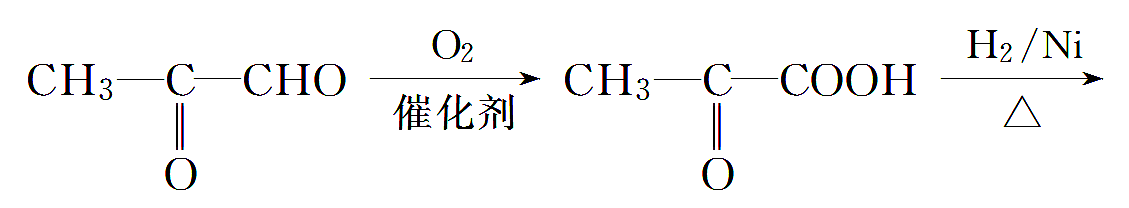 O₂ H₂/Ni
CH₃—C—CHO ⟶ CH₃—C—COOH ⟶
催化剂 △
‖ ‖
O O